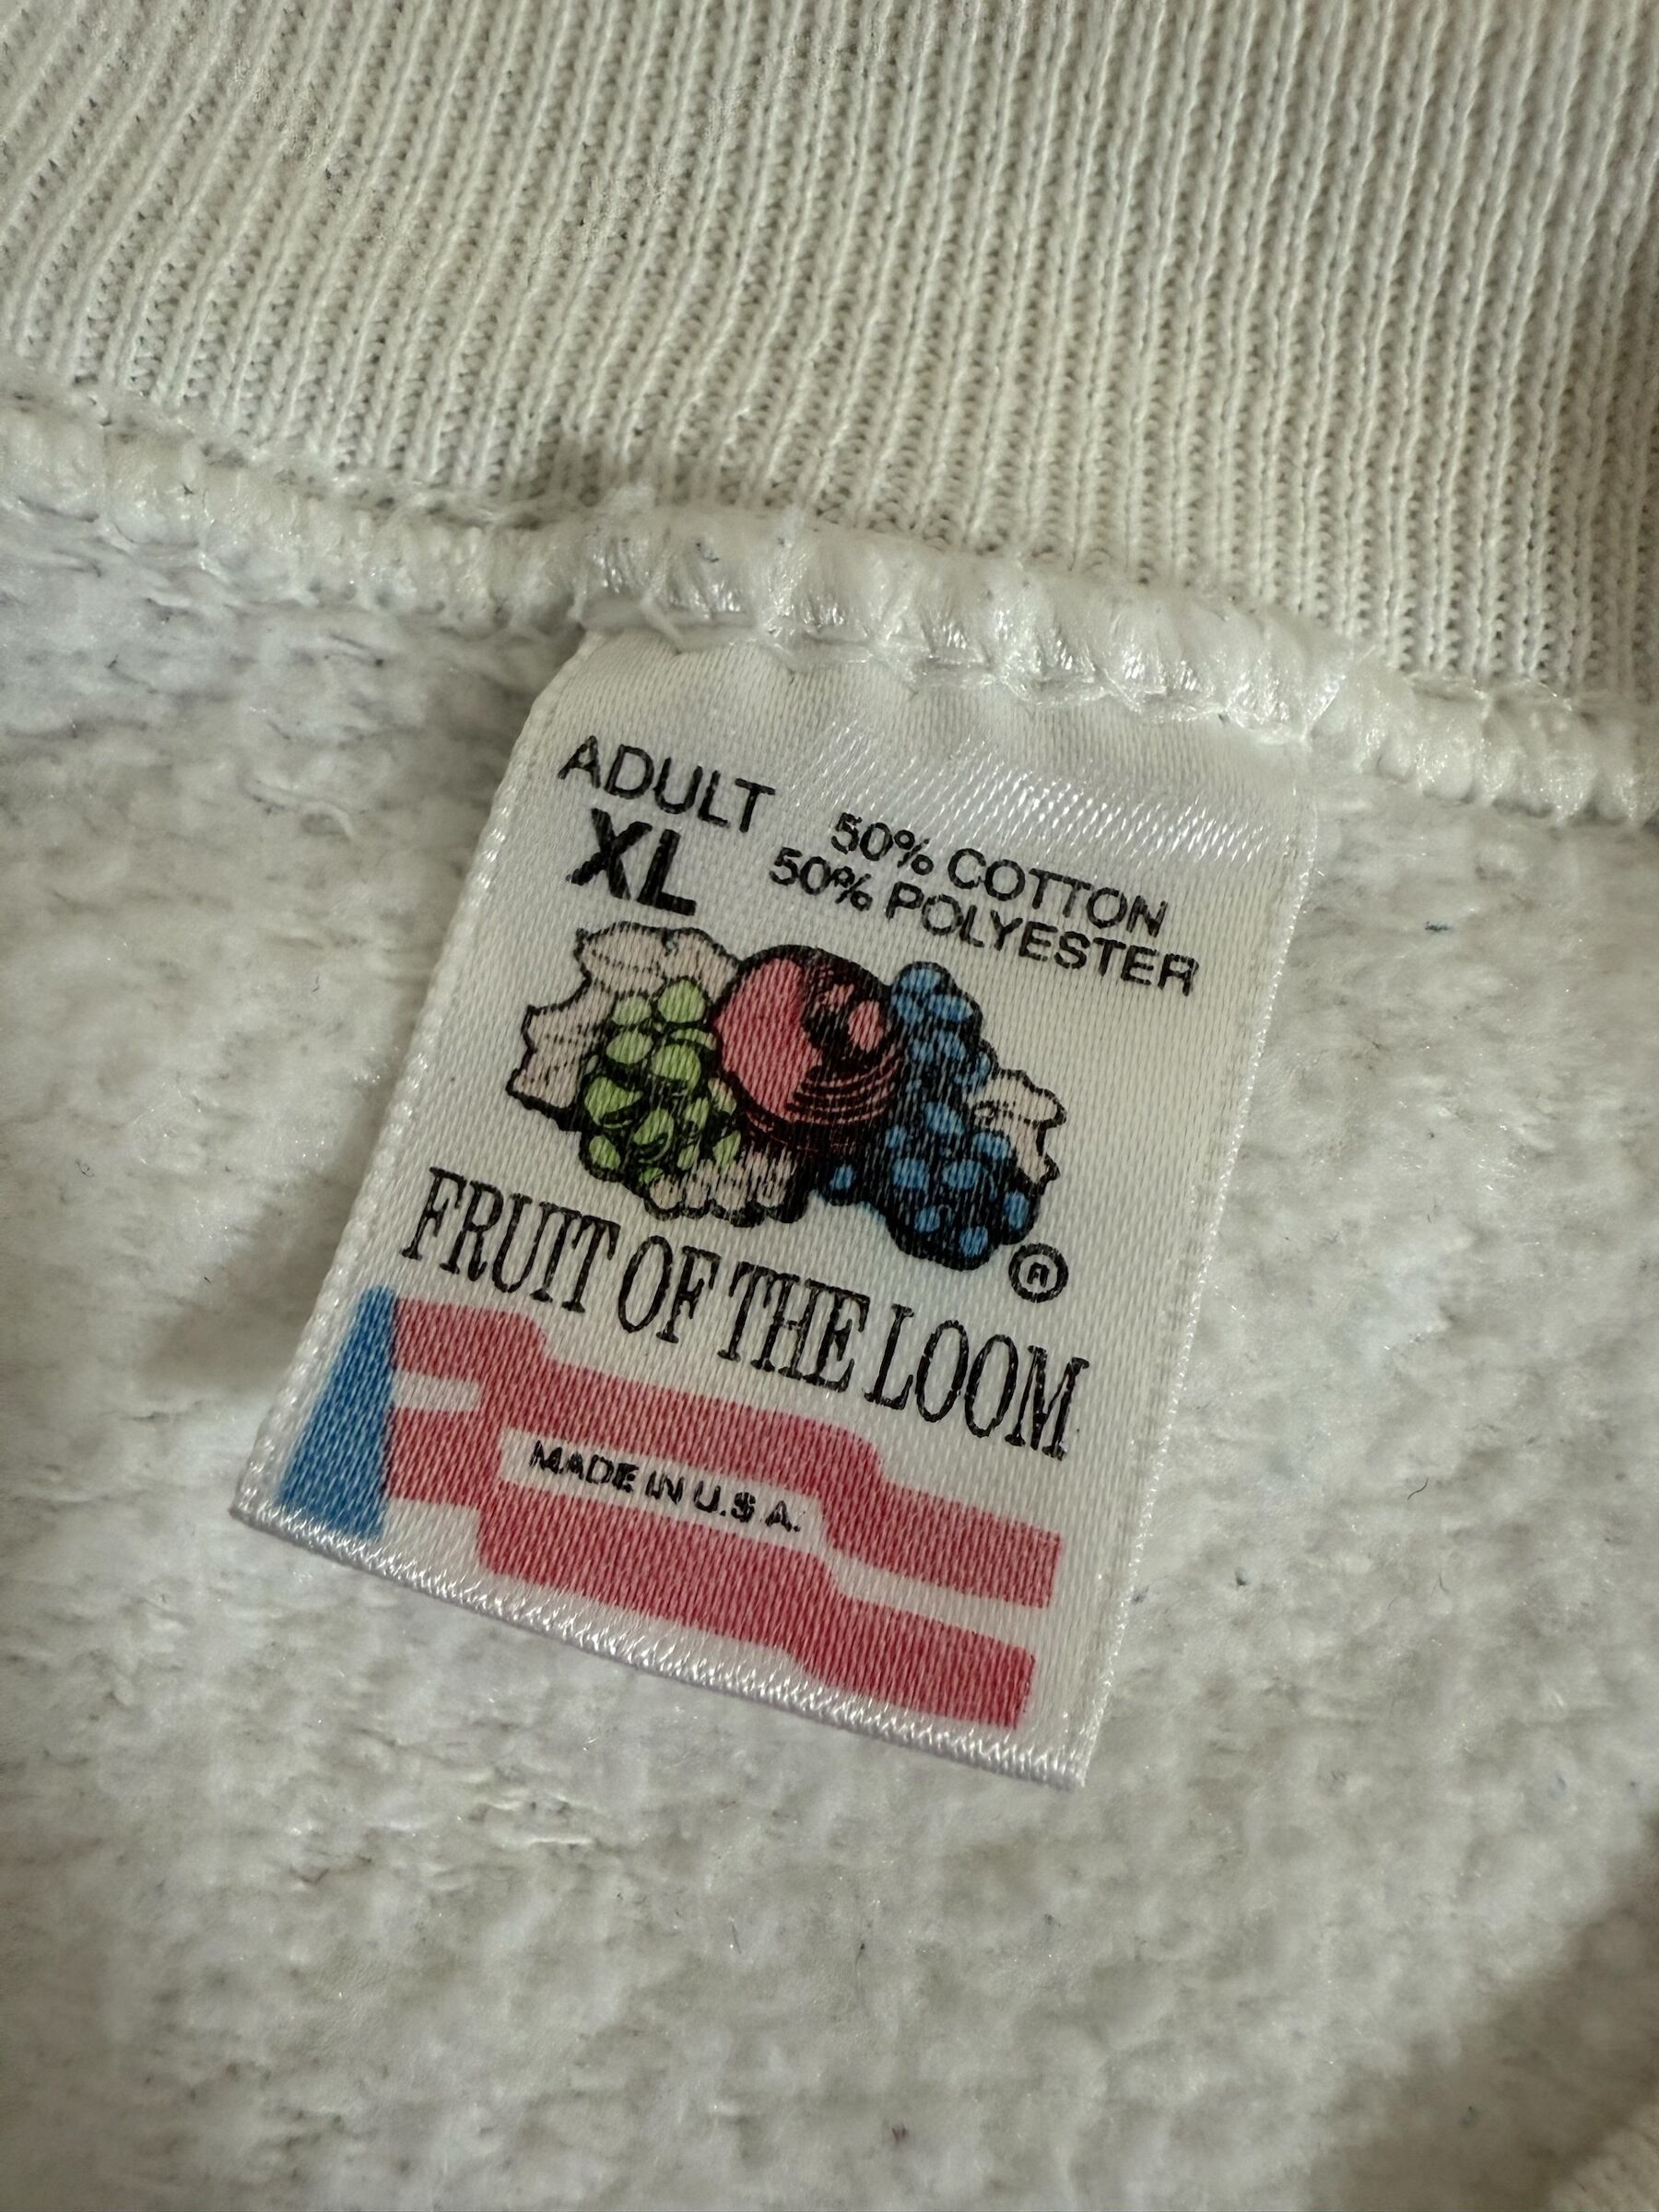 ADULT
XL
50% COTTON
50% POLYESTER
®
FRUIT OF THE LOOM
MADE IN U.S.A.